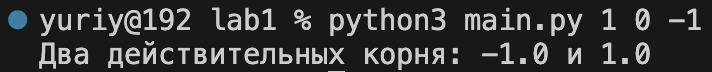 yuriy@192 lab1 % python3 main.py 1 0 -1
Два действительных корня: -1.0 и 1.0